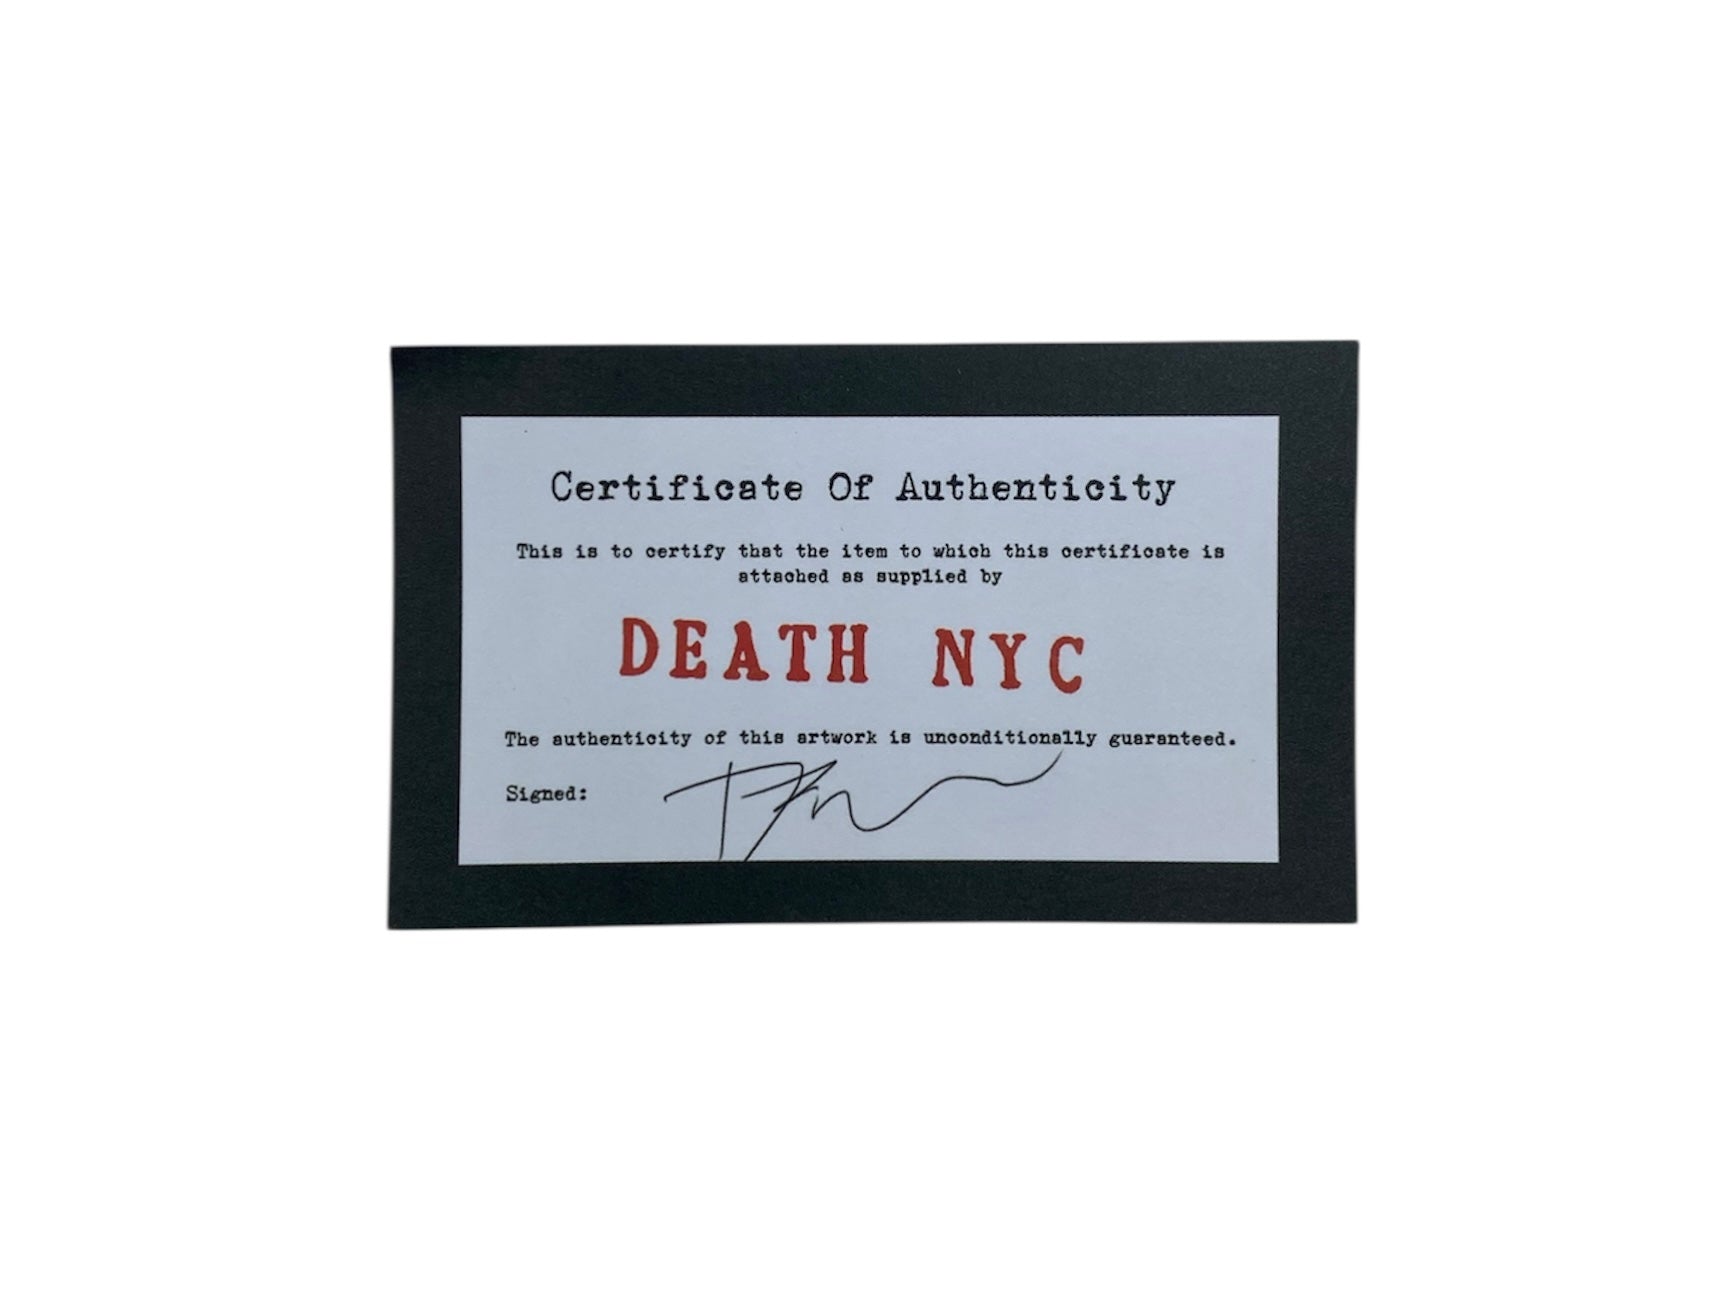 Certificate Of Authenticity
This is to certify that the item to which this certificate is
attached as supplied by
DEATH NYC
The authenticity of this artwork is unconditionally guaranteed.
Signed: